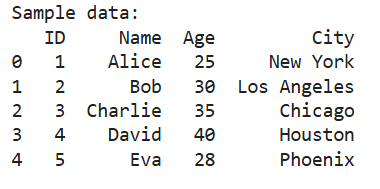 Sample data:
   ID     Name  Age         City
0   1    Alice   25     New York
1   2      Bob   30  Los Angeles
2   3  Charlie   35      Chicago
3   4    David   40      Houston
4   5      Eva   28      Phoenix